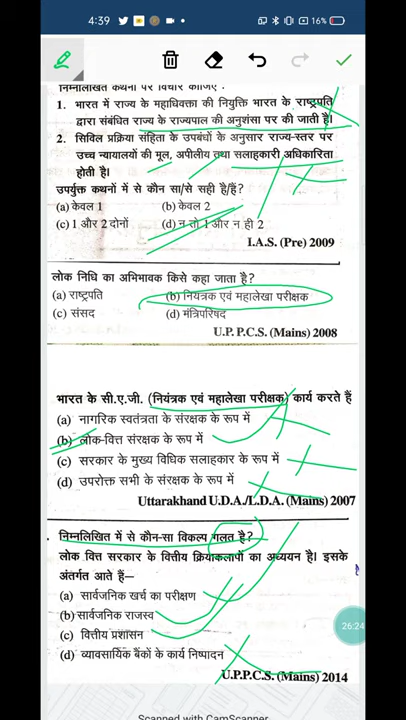 4:39
16%
निम्नलिखित कथनों पर विचार कीजिए
1. भारत में राज्य के महाधिवक्ता की नियुक्ति भारत के राष्ट्रपति
द्वारा संबंधित राज्य के राज्यपाल की अनुशंसा पर की जाती है।
2. सिविल प्रक्रिया संहिता के उपबंधों के अनुसार राज्य-स्तर पर
उच्च न्यायालयों की मूल, अपीलीय तथा सलाहकारी अधिकारिता
होती है।
उपर्युक्त कथनों में से कौन सा/से सही है/हैं?
(a) केवल 1 (b) केवल 2
(c) 1 और 2 दोनों (d) न तो 1 और न ही 2
I.A.S. (Pre) 2009
लोक निधि का अभिभावक किसे कहा जाता है?
(a) राष्ट्रपति (b) नियंत्रक एवं महालेखा परीक्षक
(c) संसद (d) मंत्रिपरिषद
U.P.P.C.S. (Mains) 2008
भारत के सी.ए.जी. (नियंत्रक एवं महालेखा परीक्षक) कार्य करते हैं
(a) नागरिक स्वतंत्रता के संरक्षक के रूप में
(b) लोक-वित्त संरक्षक के रूप में
(c) सरकार के मुख्य विधिक सलाहकार के रूप में
(d) उपरोक्त सभी के संरक्षक के रूप में
Uttarakhand U.D.A./L.D.A. (Mains) 2007
निम्नलिखित में से कौन-सा विकल्प गलत है?
लोक वित्त सरकार के वित्तीय क्रियाकलापों का अध्ययन है। इसके
अंतर्गत आते हैं–
(a) सार्वजनिक खर्च का परीक्षण
26:24
(b) सार्वजनिक राजस्व
(c) वित्तीय प्रशासन
(d) व्यावसायिक बैंकों के कार्य निष्पादन
U.P.P.C.S. (Mains) 2014
Scanned with CamScanner